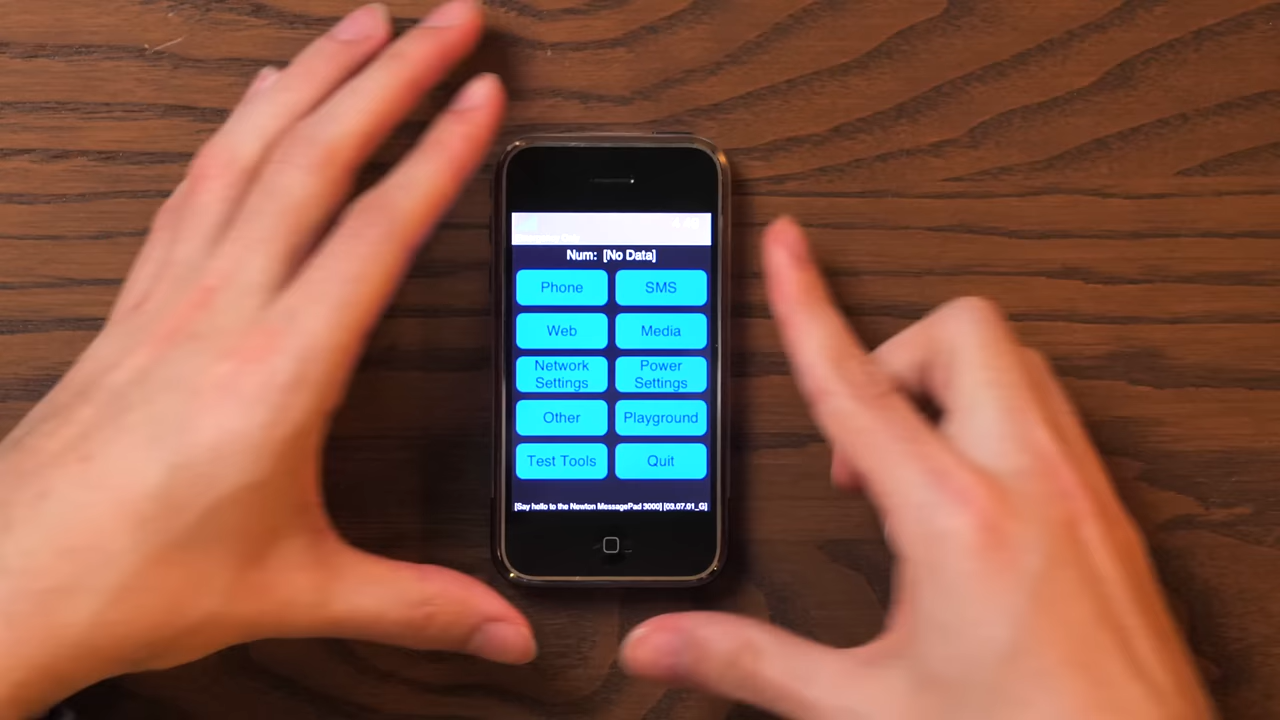 Num: [No Data]
Phone
SMS
Web
Media
Network
Settings
Power
Settings
Other
Playground
Test Tools
Quit
[Say hello to the Newton MessagePad 3000] [03.07.01_G]